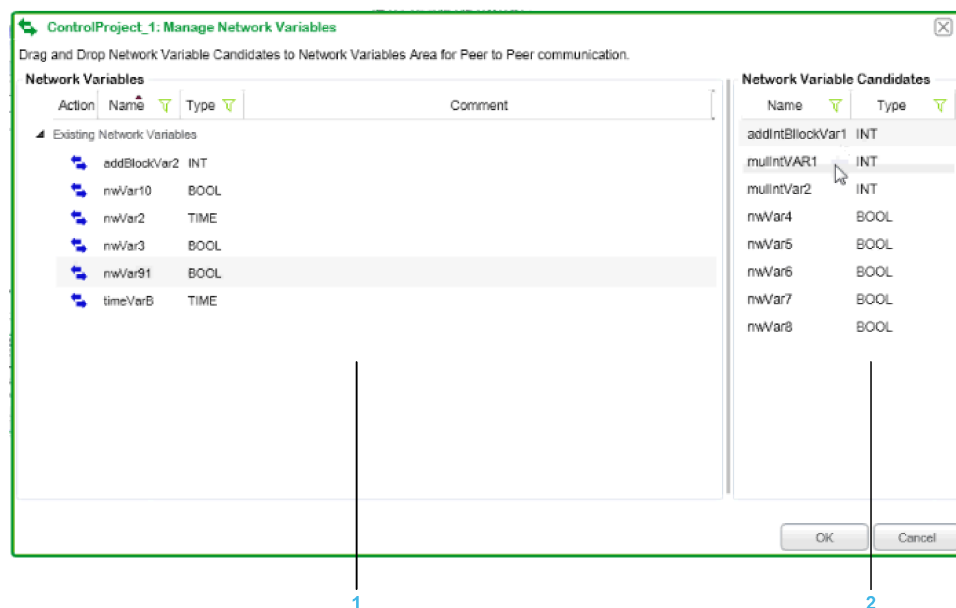 ControlProject_1: Manage Network Variables
Drag and Drop Network Variable Candidates to Network Variables Area for Peer to Peer communication.
Network Variables
Action Name Type Comment
Existing Network Variables
addBlockVar2 INT
nwVar10 BOOL
nwVar2 TIME
nwVar3 BOOL
nwVar91 BOOL
timeVarB TIME
Network Variable Candidates
Name Type
addIntBllockVar1 INT
mulIntVAR1 INT
mulIntVar2 INT
nwVar4 BOOL
nwVar5 BOOL
nwVar6 BOOL
nwVar7 BOOL
nwVar8 BOOL
OK Cancel
1 2